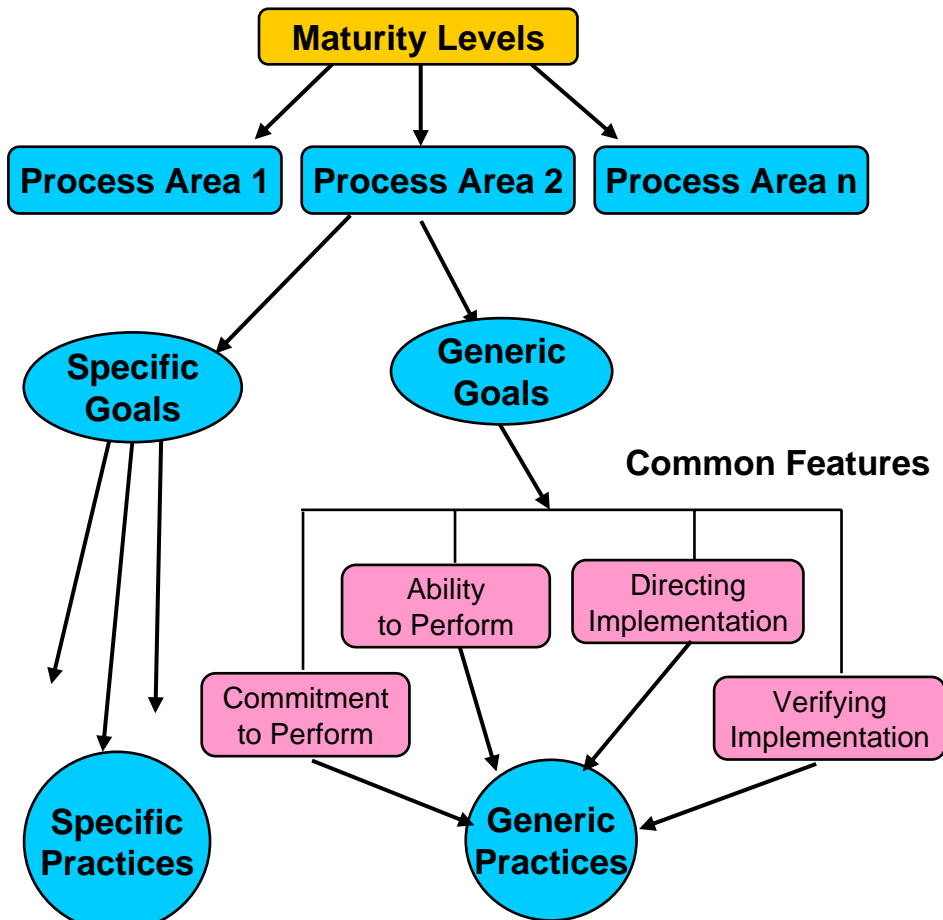 Maturity Levels
Process Area 1
Process Area 2
Process Area n
Specific
Goals
Generic
Goals
Common Features
Ability
to Perform
Directing
Implementation
Commitment
to Perform
Verifying
Implementation
Specific
Practices
Generic
Practices